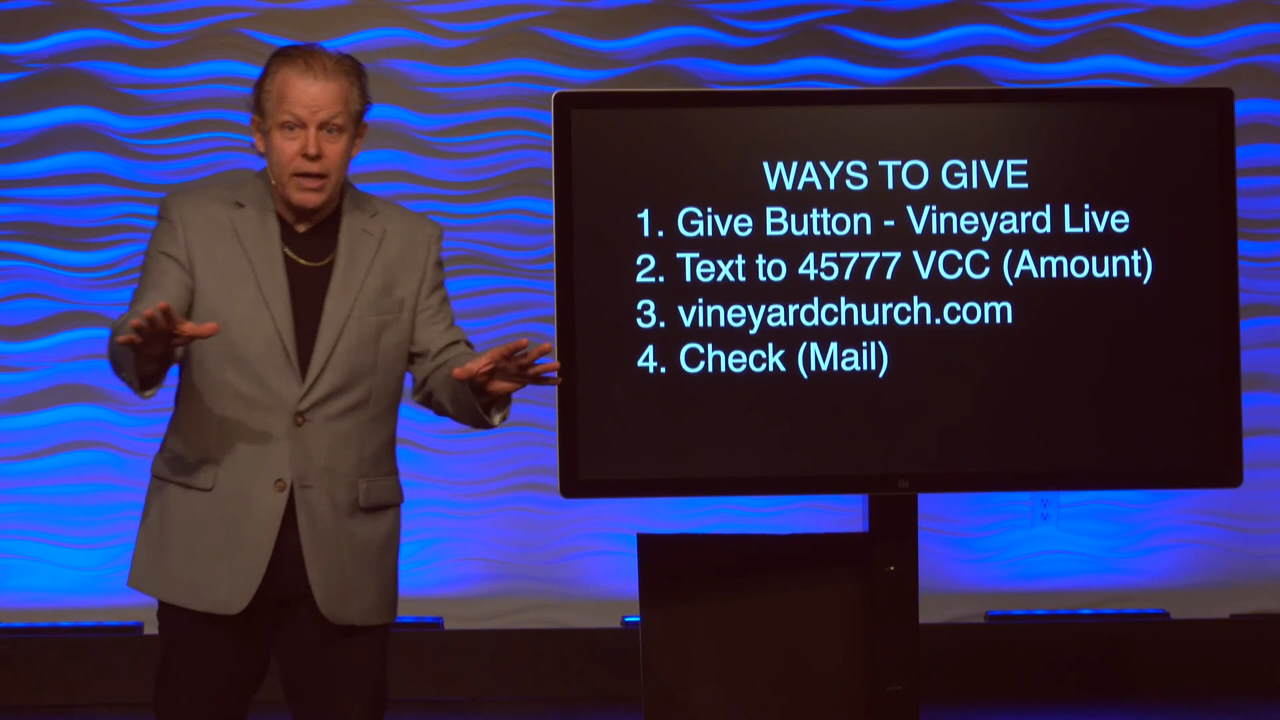 WAYS TO GIVE
1. Give Button - Vineyard Live
2. Text to 45777 VCC (Amount)
3. vineyardchurch.com
4. Check (Mail)